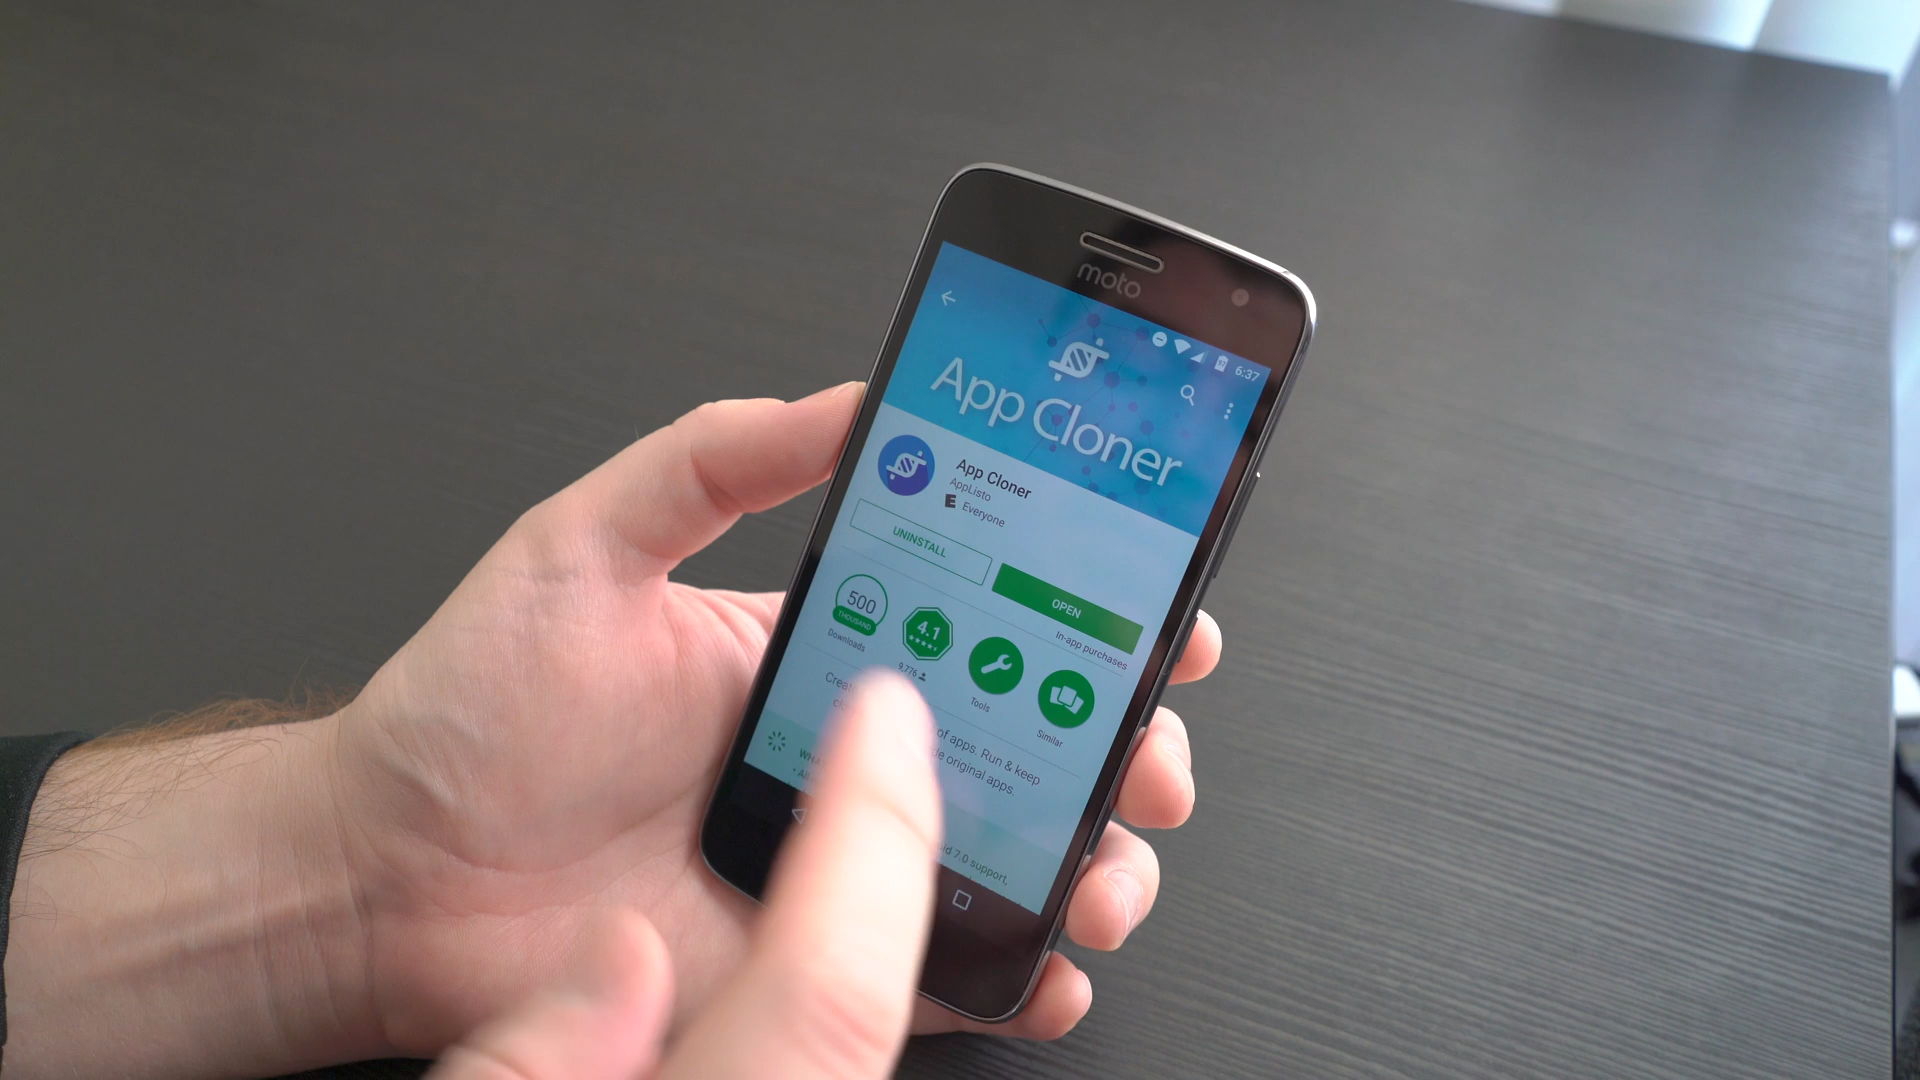 moto
6:37
App Cloner
App Cloner
AppListo
E Everyone
UNINSTALL
OPEN
In-app purchases
500
THOUSAND
Downloads
4.1
9,776
Tools
Similar
of apps. Run & keep
original apps.
7.0 support,